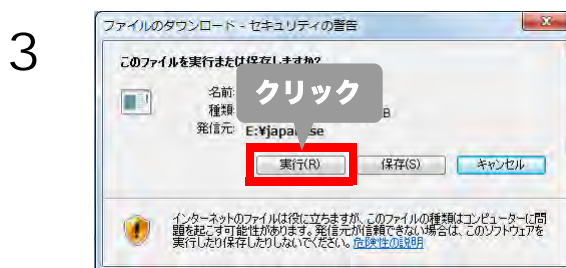 3
ファイルのダウンロード - セキュリティの警告
このファイルを実行または保存しますか?
名前:
クリック
種類:
B
発信元: E:¥japanese
実行(R) 保存(S) キャンセル
インターネットのファイルは役に立ちますが、このファイルの種類はコンピューターに問
題を起こす可能性があります。発信元が信頼できない場合は、このソフトウェアを
実行したり保存したりしないでください。危険性の説明